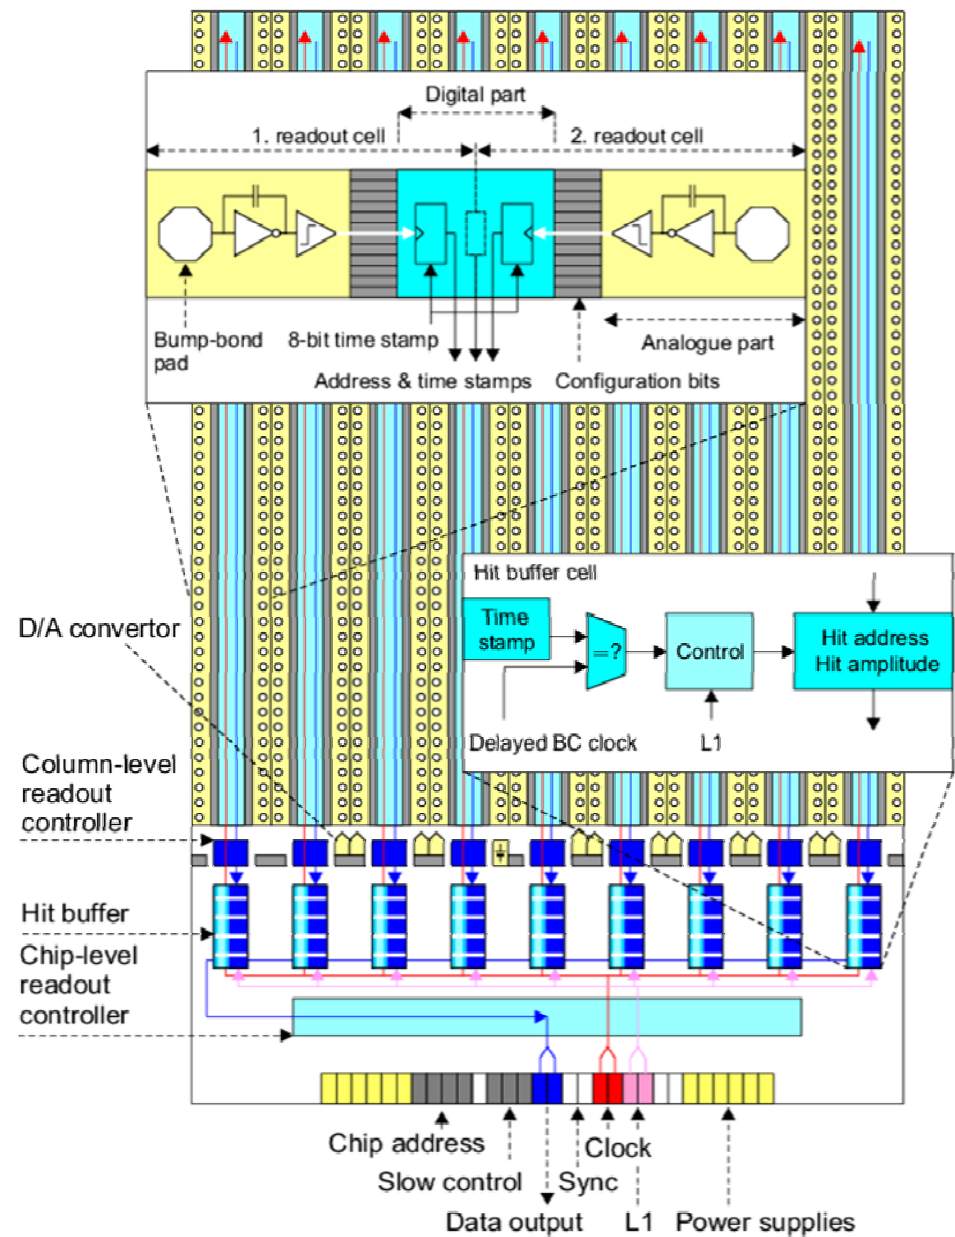 Digital part
1. readout cell
2. readout cell
Bump-bond
pad
8-bit time stamp
Analogue part
Address & time stamps
Configuration bits
Hit buffer cell
Time
stamp
=?
Control
Hit address
Hit amplitude
Delayed BC clock
L1
D/A convertor
Column-level
readout
controller
Hit buffer
Chip-level
readout
controller
Chip address
Clock
Slow control
Sync
Data output
L1
Power supplies